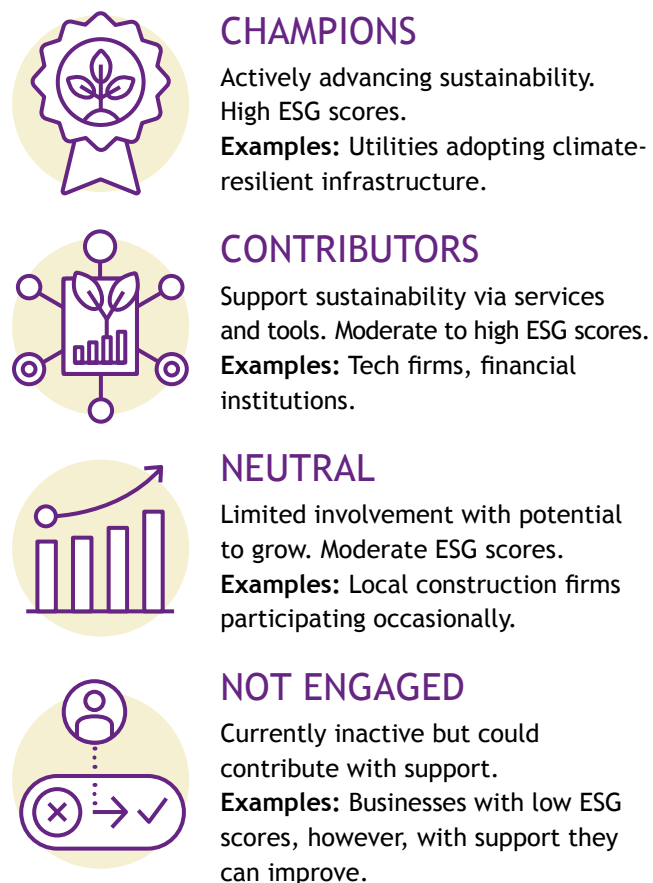 CHAMPIONS
Actively advancing sustainability.
High ESG scores.
Examples: Utilities adopting climate-
resilient infrastructure.
CONTRIBUTORS
Support sustainability via services
and tools. Moderate to high ESG scores.
Examples: Tech firms, financial
institutions.
NEUTRAL
Limited involvement with potential
to grow. Moderate ESG scores.
Examples: Local construction firms
participating occasionally.
NOT ENGAGED
Currently inactive but could
contribute with support.
Examples: Businesses with low ESG
scores, however, with support they
can improve.